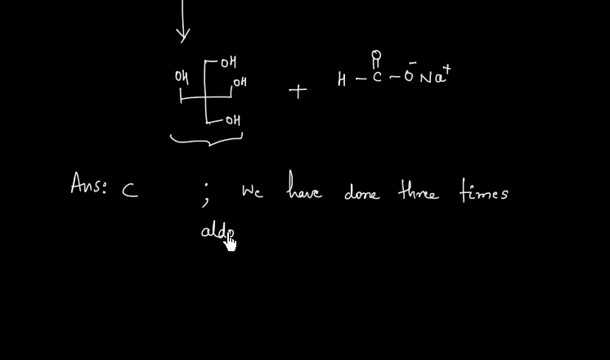 OH
OH
OH
OH
+
O
H - C - O⁻ Na⁺
Ans: C ; We have done three times
aldo